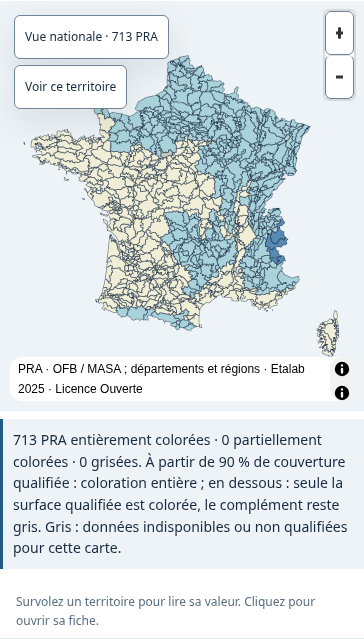 Vue nationale · 713 PRA
+
Voir ce territoire
-
PRA · OFB / MASA ; départements et régions · Etalab
2025 · Licence Ouverte
713 PRA entièrement colorées · 0 partiellement
colorées · 0 grisées. À partir de 90 % de couverture
qualifiée : coloration entière ; en dessous : seule la
surface qualifiée est colorée, le complément reste
gris. Gris : données indisponibles ou non qualifiées
pour cette carte.
Survolez un territoire pour lire sa valeur. Cliquez pour
ouvrir sa fiche.